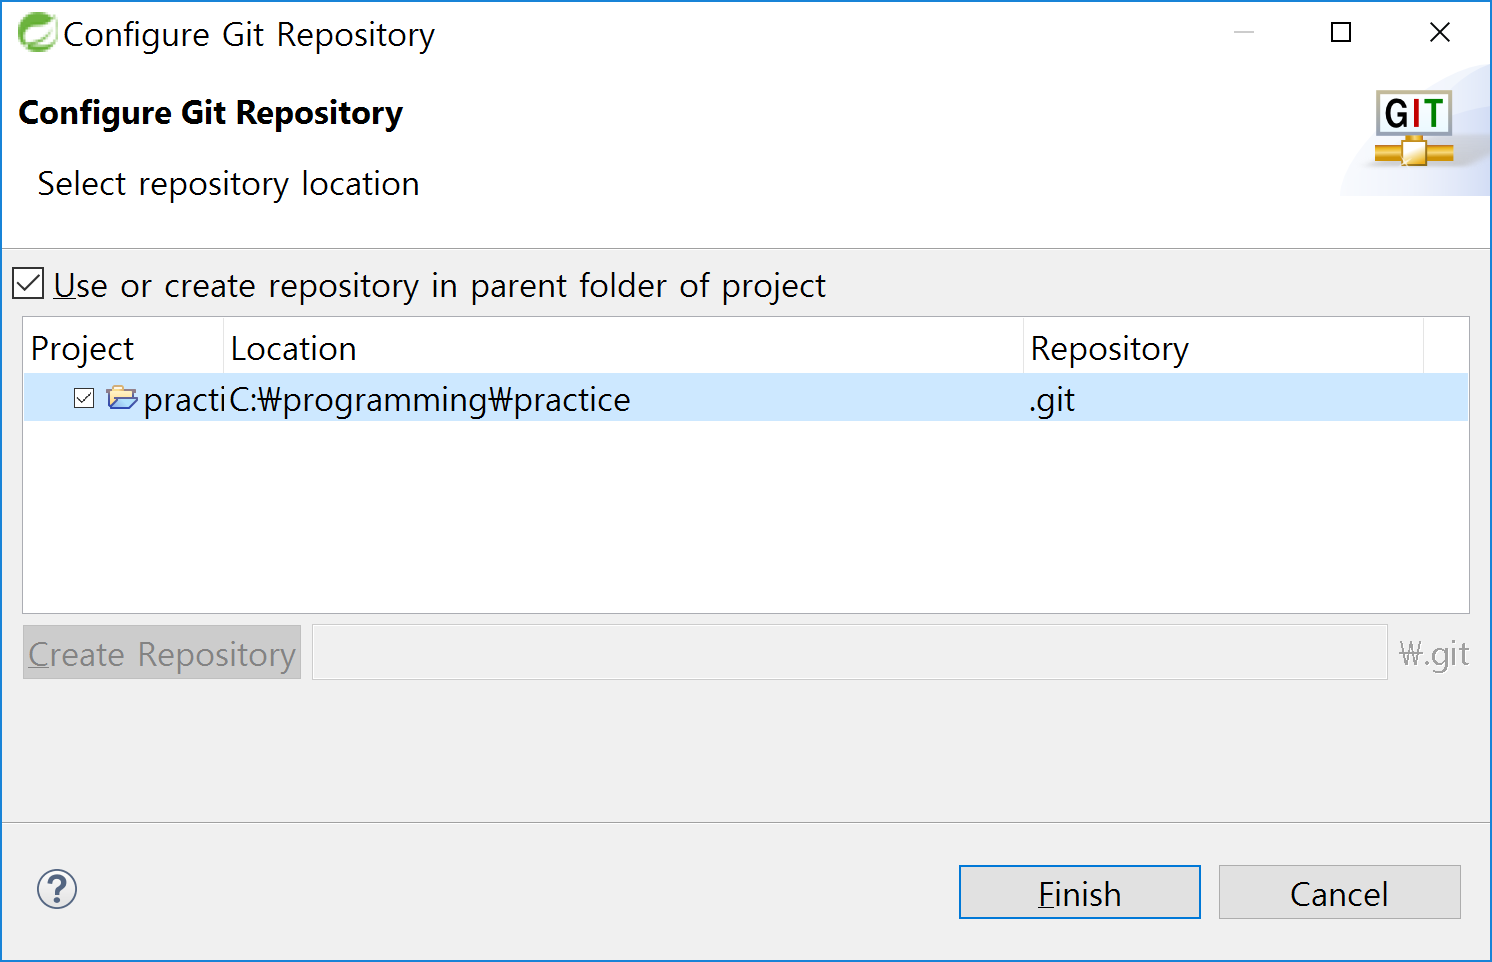 Configure Git Repository
Configure Git Repository
GIT
Select repository location
Use or create repository in parent folder of project
Project Location Repository
practi C:₩programming₩practice .git
Create Repository ₩.git
? Finish Cancel